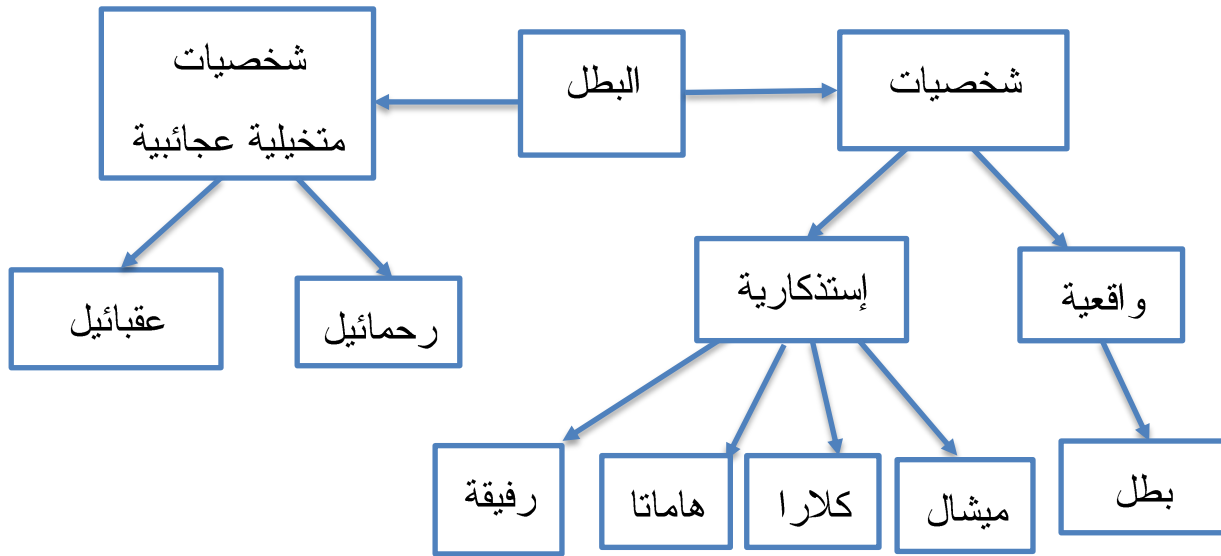 شخصيات
البطل
شخصيات
متخيلية عجائبية
واقعية
إستذكارية
رحمائيل
عقبائيل
بطل
ميشال
كلارا
هاماتا
رفيقة